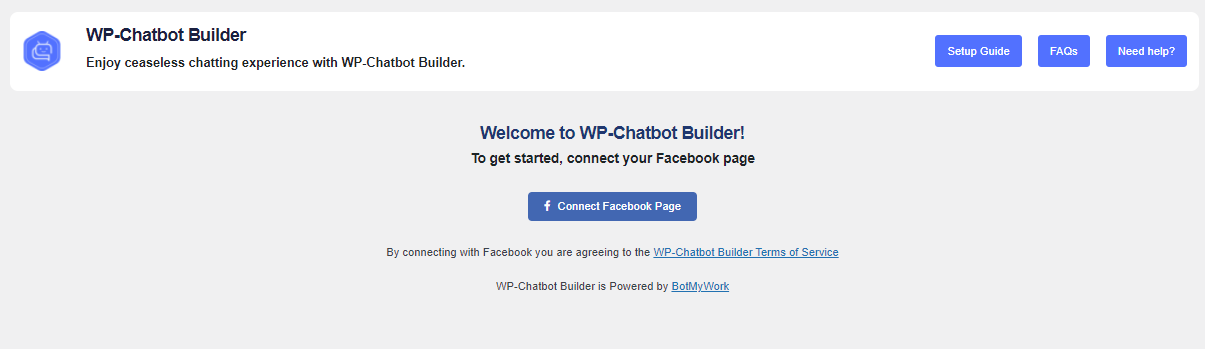 WP-Chatbot Builder
Enjoy ceaseless chatting experience with WP-Chatbot Builder.
Setup Guide
FAQs
Need help?
Welcome to WP-Chatbot Builder!
To get started, connect your Facebook page
Connect Facebook Page
By connecting with Facebook you are agreeing to the WP-Chatbot Builder Terms of Service
WP-Chatbot Builder is Powered by BotMyWork